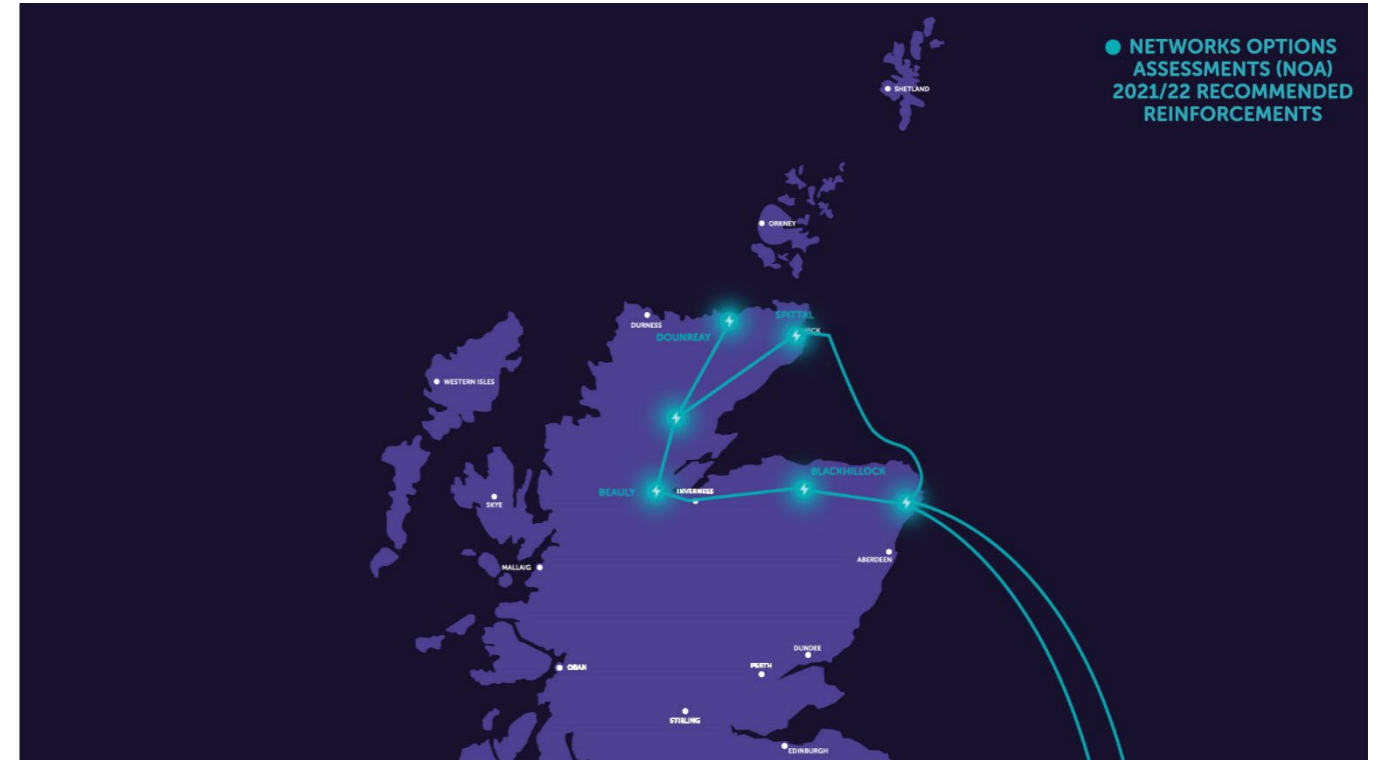 NETWORKS OPTIONS
ASSESSMENTS (NOA)
2021/22 RECOMMENDED
REINFORCEMENTS
SHETLAND
ORKNEY
SPITTAL
DURNESS
DOUNREAY
WESTERN ISLES
BLACKHILLOCK
BEAULY
INVERNESS
SKYE
ABERDEEN
MALLAIG
DUNDEE
OBAN
PERTH
STIRLING
EDINBURGH